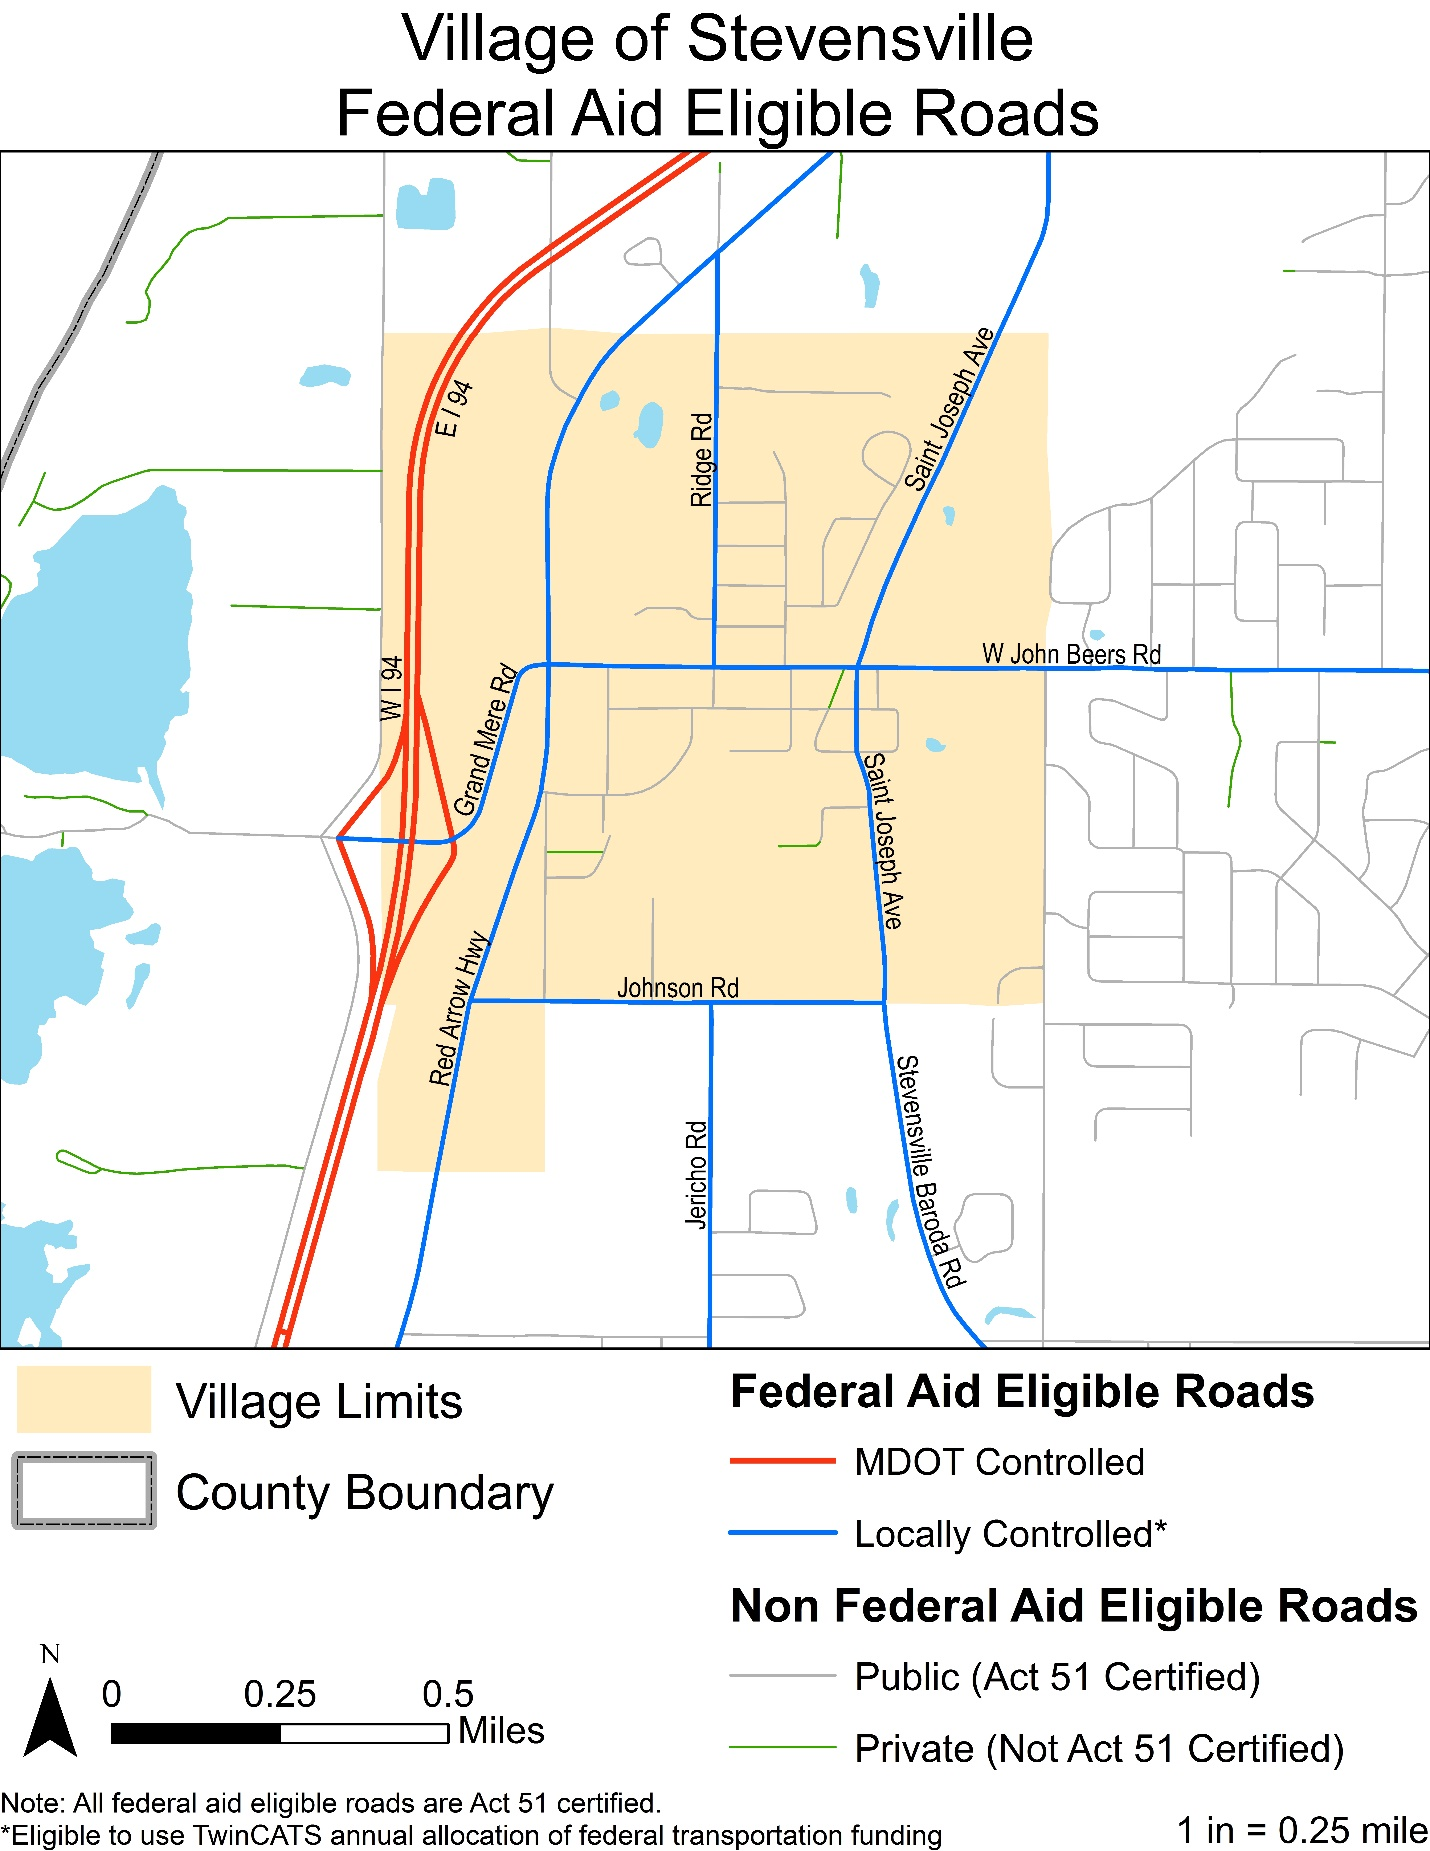 Village of Stevensville
Federal Aid Eligible Roads
E I 94
Ridge Rd
Saint Joseph Ave
W I 94
Grand Mere Rd
W John Beers Rd
Saint Joseph Ave
Red Arrow Hwy
Johnson Rd
Jericho Rd
Stevensville Baroda Rd
Village Limits
County Boundary
N
0 0.25 0.5
Miles
Federal Aid Eligible Roads
MDOT Controlled
Locally Controlled*
Non Federal Aid Eligible Roads
Public (Act 51 Certified)
Private (Not Act 51 Certified)
Note: All federal aid eligible roads are Act 51 certified.
*Eligible to use TwinCATS annual allocation of federal transportation funding
1 in = 0.25 mile